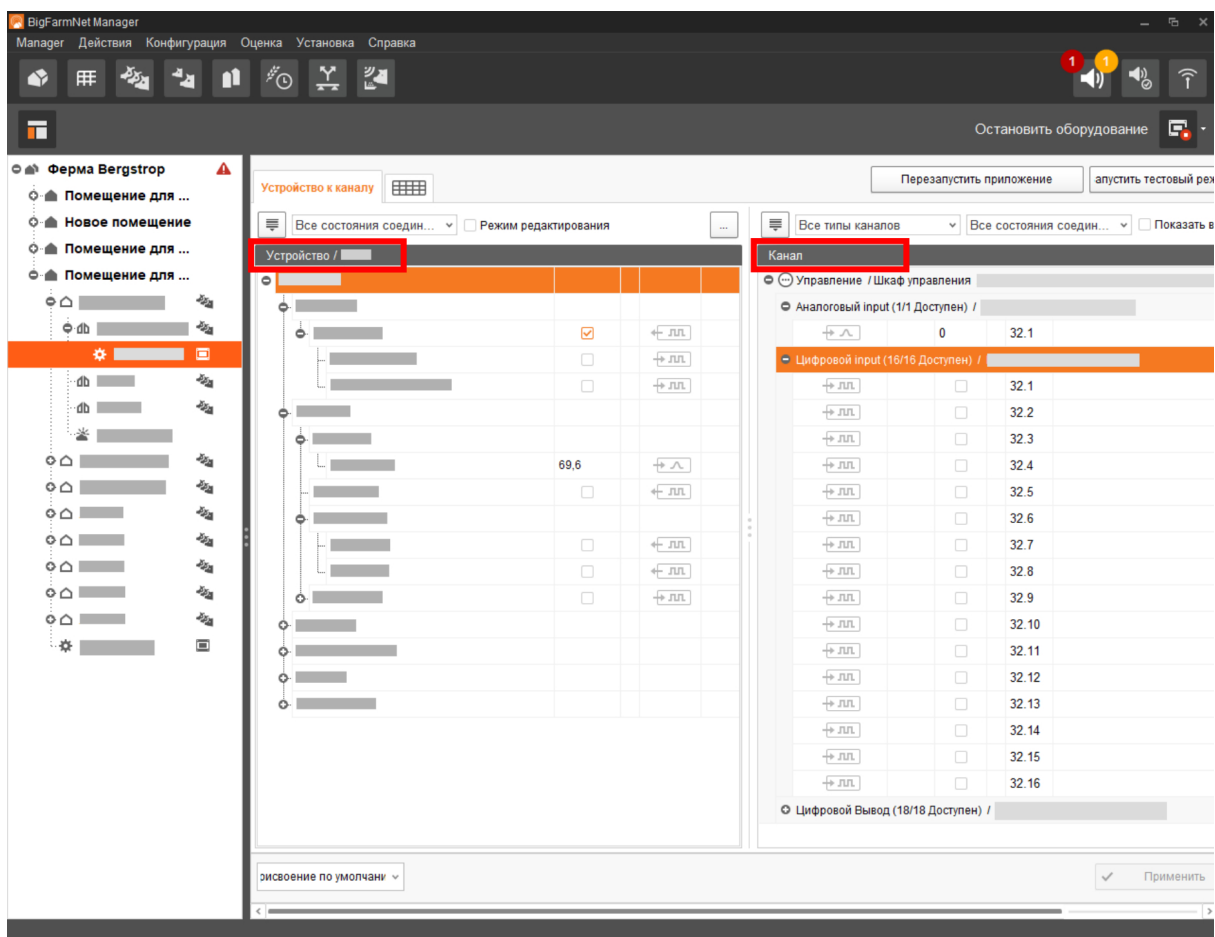 BigFarmNet Manager
Manager Действия Конфигурация Оценка Установка Справка
1 1
Остановить оборудование
Ферма Bergstrop
Помещение для ...
Новое помещение
Помещение для ...
Помещение для ...
Устройство к каналу
Перезапустить приложение
апустить тестовый реж
Все состояния соедин...
Режим редактирования
...
Все типы каналов
Все состояния соедин...
Показать в
Устройство /
69,6
Канал
Управление / Шкаф управления
Аналоговый input (1/1 Доступен) /
0 32.1
Цифровой input (16/16 Доступен) /
32.1
32.2
32.3
32.4
32.5
32.6
32.7
32.8
32.9
32.10
32.11
32.12
32.13
32.14
32.15
32.16
Цифровой Вывод (18/18 Доступен) /
рисвоение по умолчани
Применить